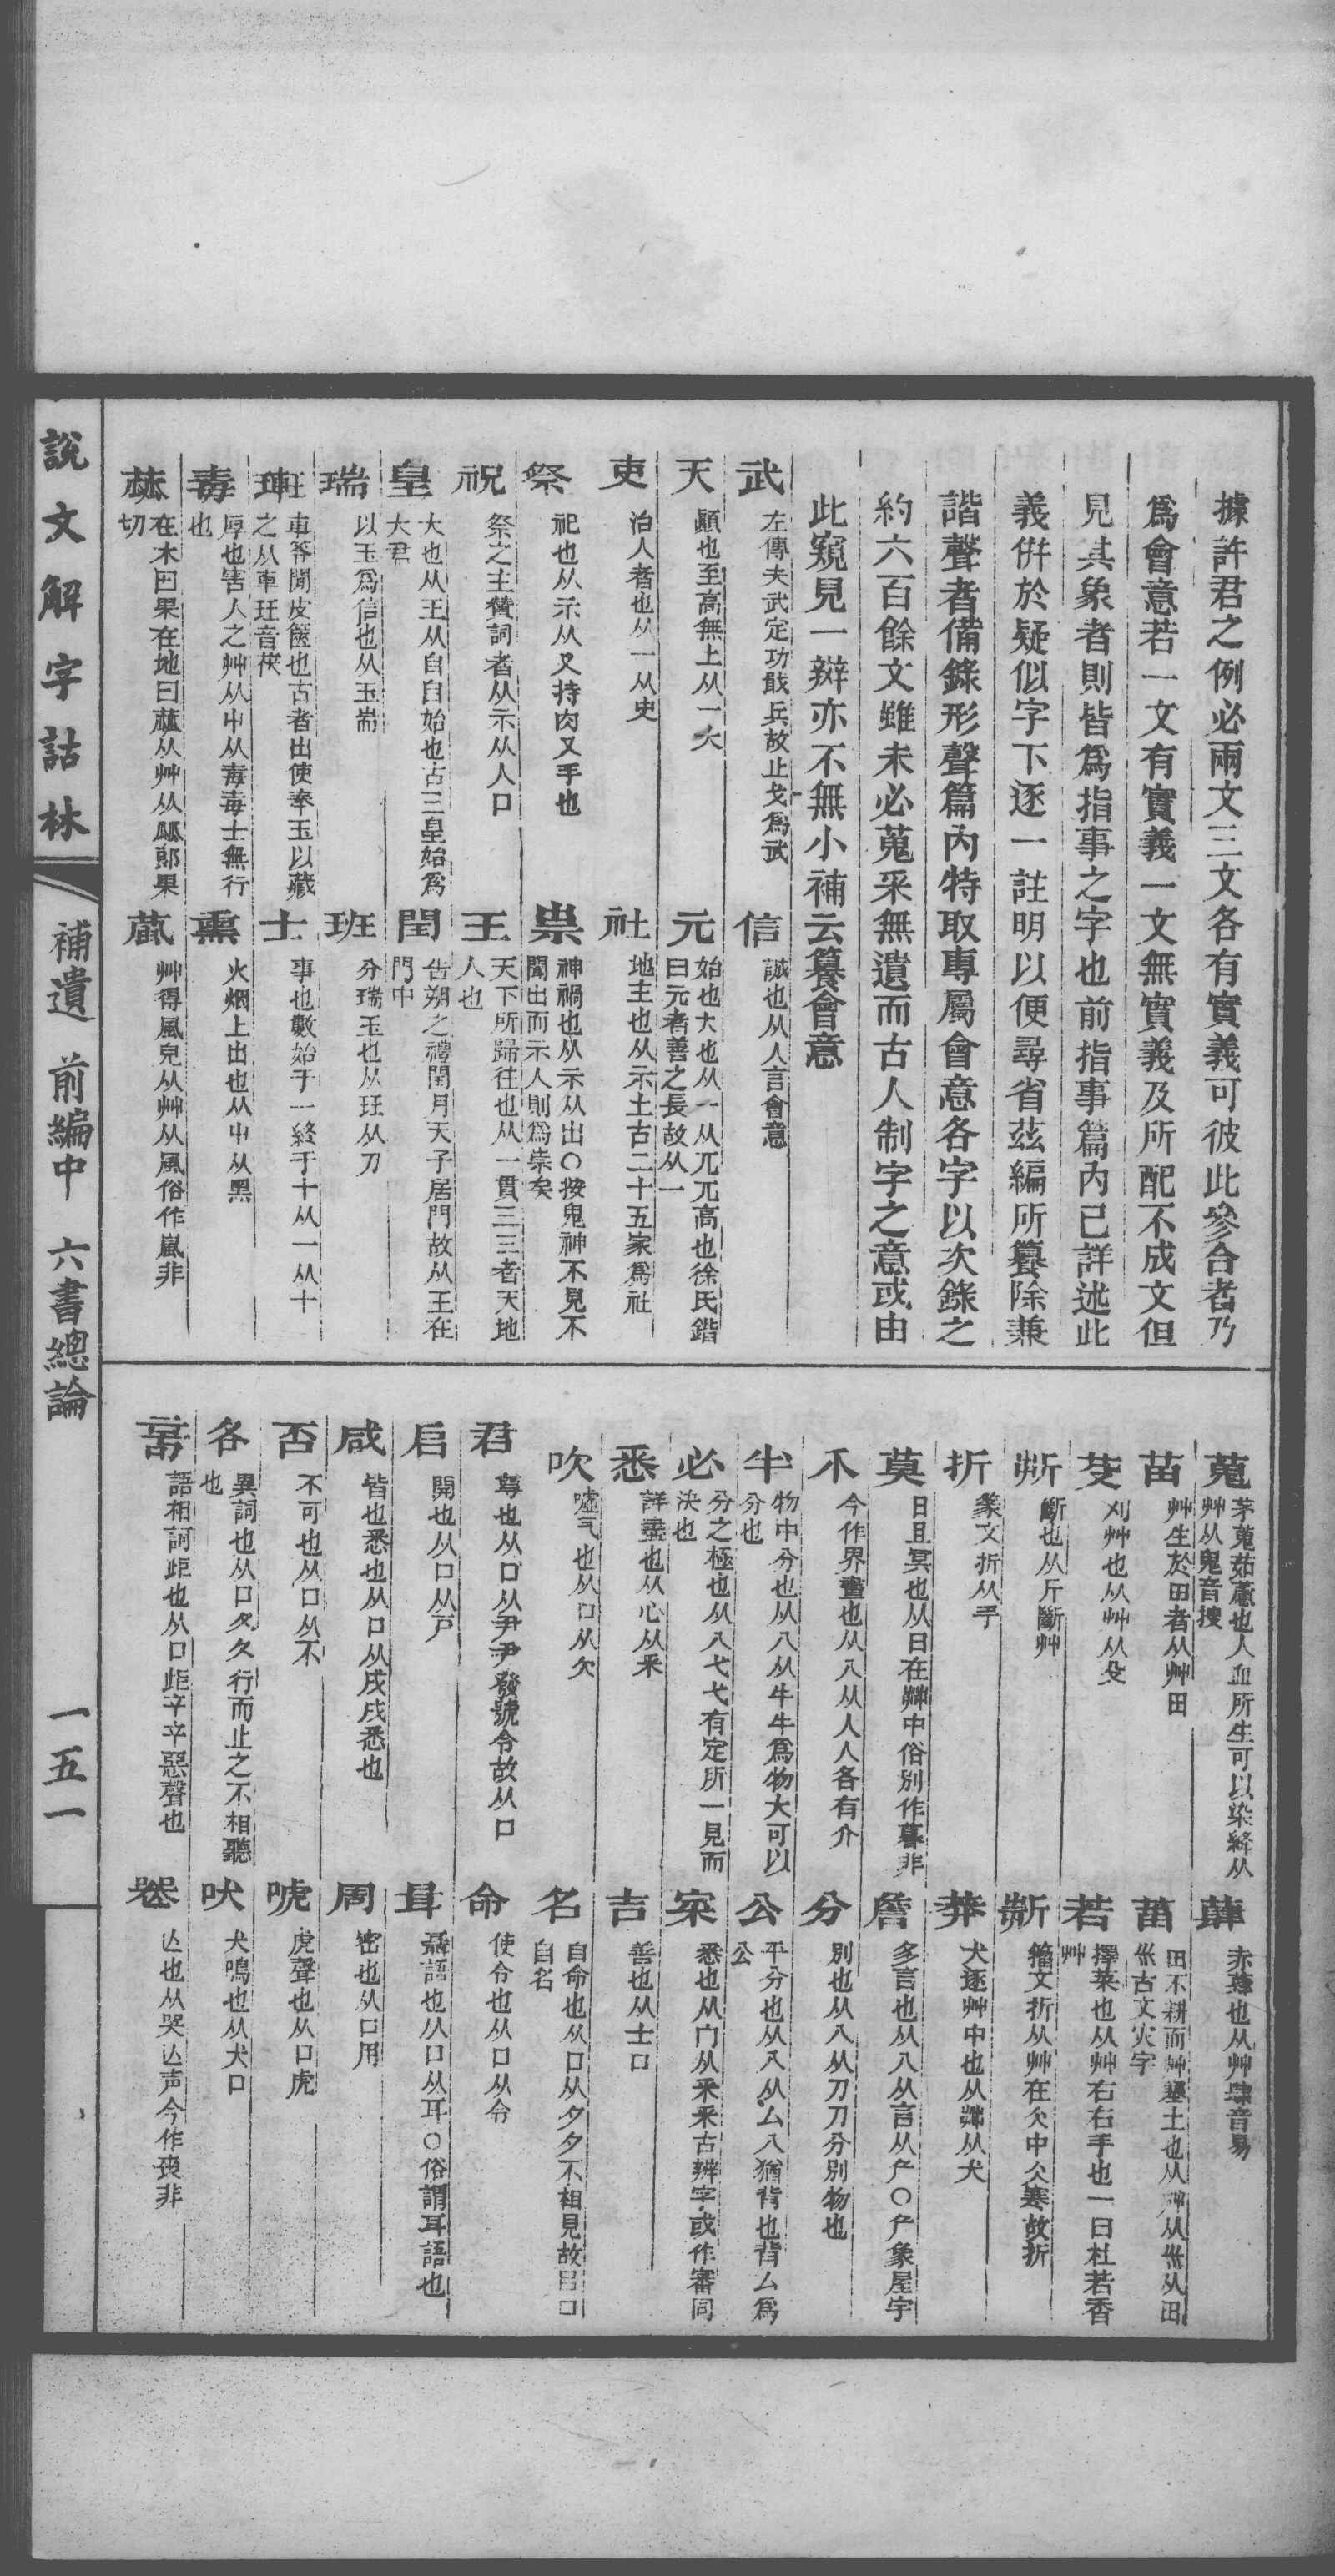 據許君之例必兩文三文各有實義可彼此參合者乃
爲會意若一文有實義一文無實義及所配不成文但
見其象者則皆爲指事之字也前指事篇內已詳述此
義併於疑似字下逐一註明以便尋省茲編所纂除兼
諧聲者備錄形聲篇內特取專屬會意各字以次錄之
約六百餘文雖未必蒐采無遺而古人制字之意或由
此窺見一辨亦不無小補云纂會意
武 左傳夫武定功戢兵故止戈爲武
信 誠也从人言會意
天 顚也至高無上从一大
元 始也大也从一从兀兀高也徐氏鍇曰元者善之長故从一
吏 治人者也从一从史
社 地主也从示土古二十五家爲社
祭 祀也从示从又持肉又手也
祟 神禍也从示从出○按鬼神不見不聞出而示人則爲祟矣
祝 祭之主贊詞者从示从人口
王 天下所歸往也从一貫三三者天地人也
皇 大也从王从自自始也古三皇始爲大君
閏 告朔之禮閏月天子居門故从王在門中
瑞 以玉爲信也从玉耑
班 分瑞玉也从玨从刀
車笭閒皮篋也古者出使奉玉以藏之从車玨音
士 事也數始于一終于十从一从十
毒 厚也害人之艸从屮从毒毒士無行也
熏 火烟上出也从屮从黑
蓏 在木曰果在地曰蓏从艸从㼌郎果切
葻 艸得風皃从艸从風俗作嵐非
蒐 茅蒐茹藘也人血所生可以染絳从艸从鬼音搜
薛 赤薛也从艸肄音易
苗 艸生於田者从艸田
葘 田不耕而艸塞土也从艸从巛从田巛古文災字
芟 刈艸也从艸从殳
若 擇菜也从艸右右手也一曰杜若香艸
斷也从斤斷艸
籀文折从艸在仌中仌寒故折
折 篆文折从手
莽 犬逐艸中也从茻从犬
莫 日且冥也从日在茻中俗別作暮非
詹 多言也从八从言从厃○厃象屋宇
今作界畫也从八从人人各有介
分 別也从八从刀刀分別物也
半 物中分也从八从牛牛爲物大可以分也
公 平分也从八从厶八猶背也背厶爲公
必 分之極也从八弋弋有定所一見而決也
悉也从宀从釆釆古辨字或作審同
悉 詳盡也从心从釆
吉 善也从士口
吹 噓气也从口从欠
名 自命也从口从夕夕不相見故㠯口自名
君 尊也从口从尹尹發號令故从口
命 使令也从口从令
启 開也从口从戶
咠 聶語也从口从耳○俗謂耳語也
咸 皆也悉也从口从戌戌悉也
周 密也从口用
否 不可也从口从不
唬 虎聲也从口虎
各 異詞也从口夂夂行而止之不相聽也
吠 犬鳴也从犬口
語相訶歫也从口歫䇂䇂惡聲也
亾也从哭亾声今作喪非
說文解字詁林
補遺 前編中 六書總論
一五一